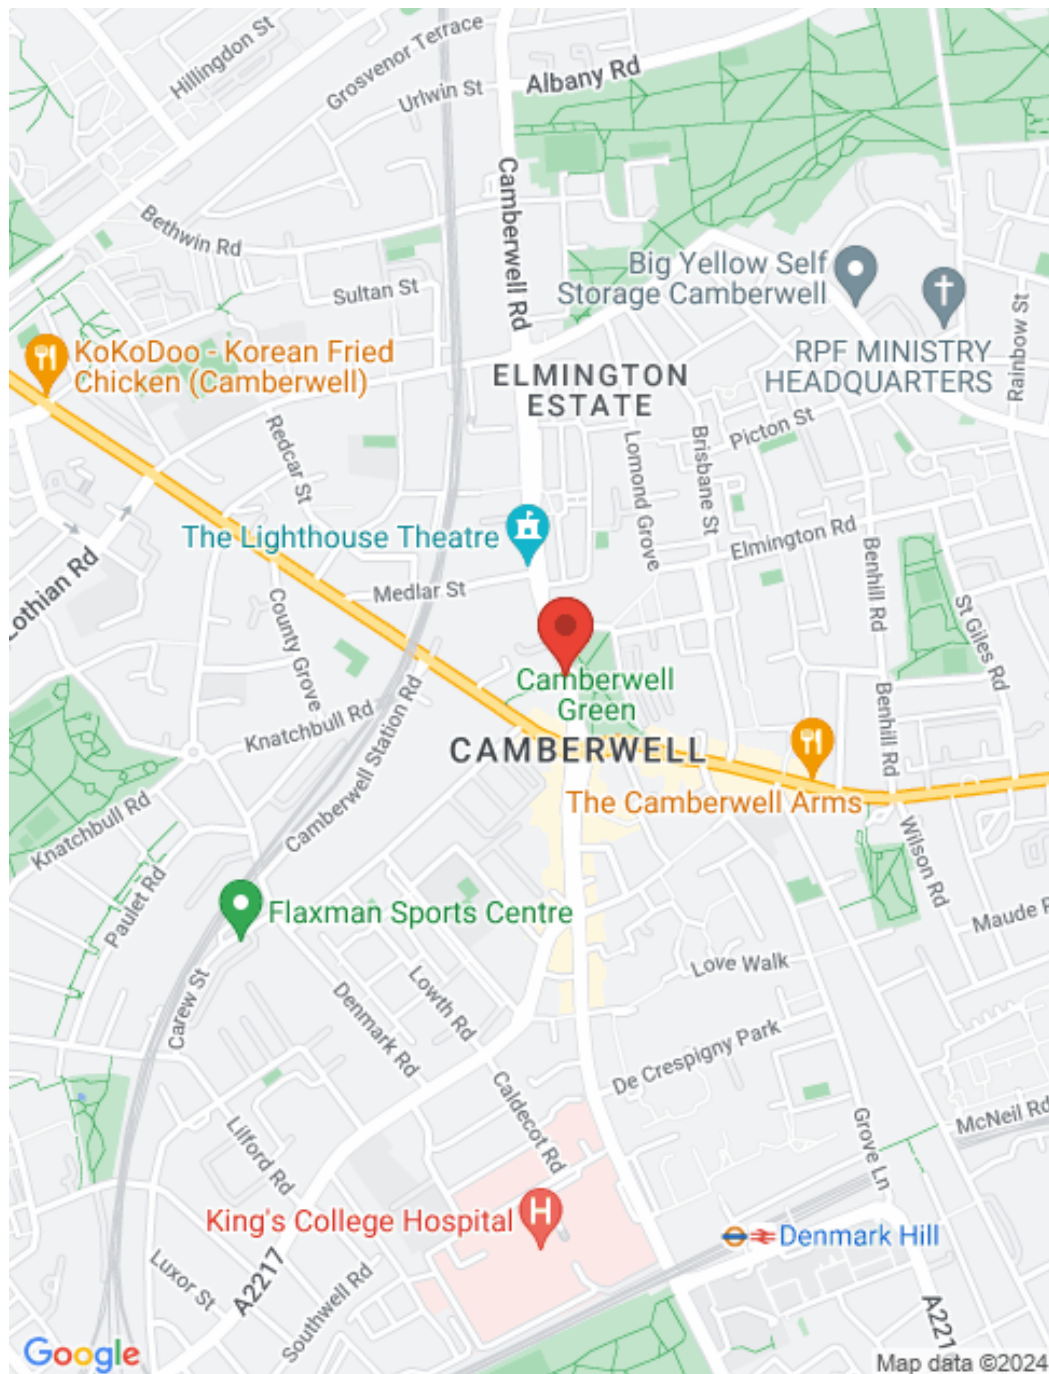 Hillingdon St
Grosvenor Terrace
Urlwin St
Albany Rd
Camberwell Rd
Bethwin Rd
Sultan St
Big Yellow Self
Storage Camberwell
RPF MINISTRY
HEADQUARTERS
Rainbow St
KoKoDoo - Korean Fried
Chicken (Camberwell)
ELMINGTON
ESTATE
Redcar St
Lomond Grove
Brisbane St
Picton St
The Lighthouse Theatre
Elmington Rd
Benhill Rd
St Giles Rd
Lothian Rd
Medlar St
County Grove
Camberwell
Green
Knatchbull Rd
Camberwell Station Rd
Benhill Rd
CAMBERWELL
The Camberwell Arms
Knatchbull Rd
Wilson Rd
Paulet Rd
Flaxman Sports Centre
Maude R
Love Walk
Carew St
Denmark Rd
Lowth Rd
De Crespigny Park
Caldecot Rd
Grove Ln
McNeil Rd
Lilford Rd
King's College Hospital
H
Denmark Hill
Luxor St
A2217
Southwell Rd
A221
Google
Map data ©2024